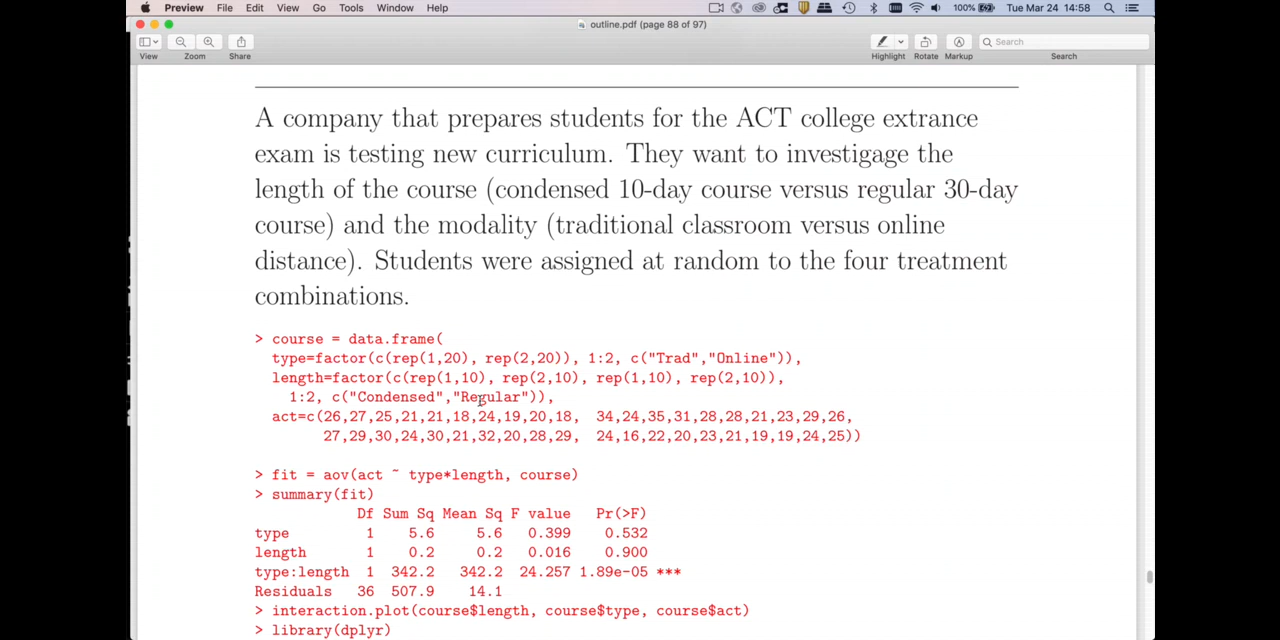 Preview File Edit View Go Tools Window Help 100% Tue Mar 24 14:58
outline.pdf (page 88 of 97)
Search
View Zoom Share Highlight Rotate Markup Search
A company that prepares students for the ACT college extrance
exam is testing new curriculum. They want to investigage the
length of the course (condensed 10-day course versus regular 30-day
course) and the modality (traditional classroom versus online
distance). Students were assigned at random to the four treatment
combinations.
> course = data.frame(
type=factor(c(rep(1,20), rep(2,20)), 1:2, c("Trad","Online")),
length=factor(c(rep(1,10), rep(2,10), rep(1,10), rep(2,10)),
1:2, c("Condensed","Regular")),
act=c(26,27,25,21,21,18,24,19,20,18, 34,24,35,31,28,28,21,23,29,26,
27,29,30,24,30,21,32,20,28,29, 24,16,22,20,23,21,19,19,24,25))
> fit = aov(act ~ type*length, course)
> summary(fit)
Df Sum Sq Mean Sq F value Pr(>F)
type 1 5.6 5.6 0.399 0.532
length 1 0.2 0.2 0.016 0.900
type:length 1 342.2 342.2 24.257 1.89e-05 ***
Residuals 36 507.9 14.1
> interaction.plot(course$length, course$type, course$act)
> library(dplyr)